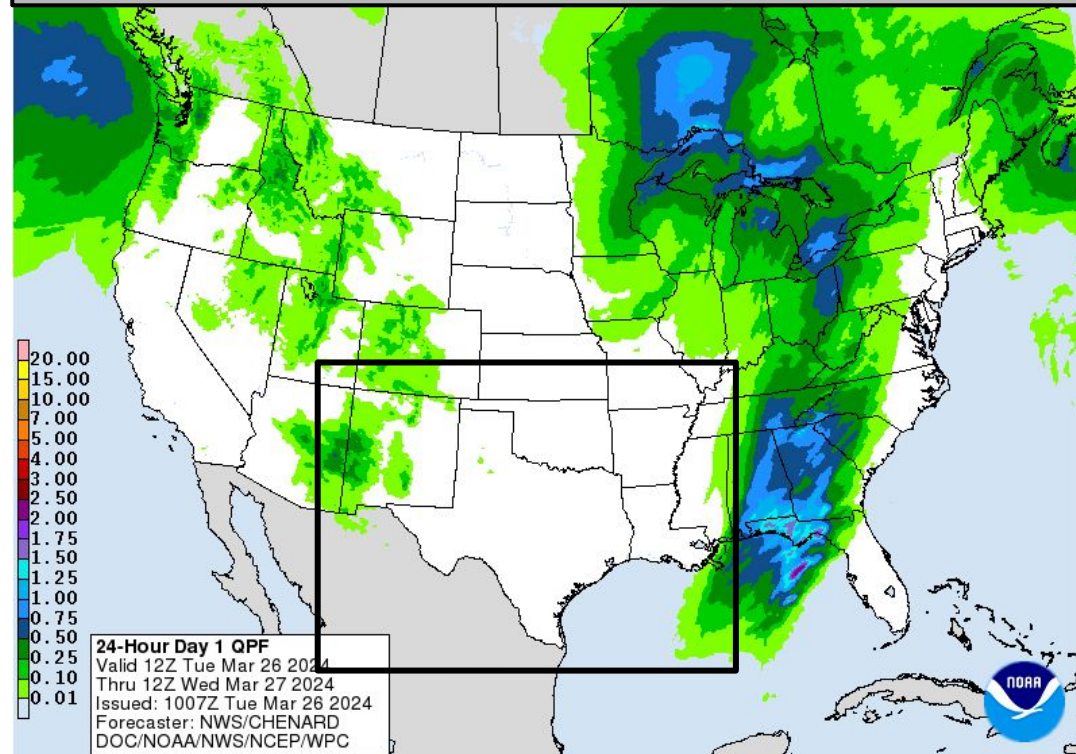 20.00
15.00
10.00
7.00
5.00
4.00
3.00
2.50
2.00
1.75
1.50
1.25
1.00
0.75
0.50
0.25
0.10
0.01
24-Hour Day 1 QPF
Valid 12Z Tue Mar 26 2024
Thru 12Z Wed Mar 27 2024
Issued: 1007Z Tue Mar 26 2024
Forecaster: NWS/CHENARD
DOC/NOAA/NWS/NCEP/WPC
NOAA